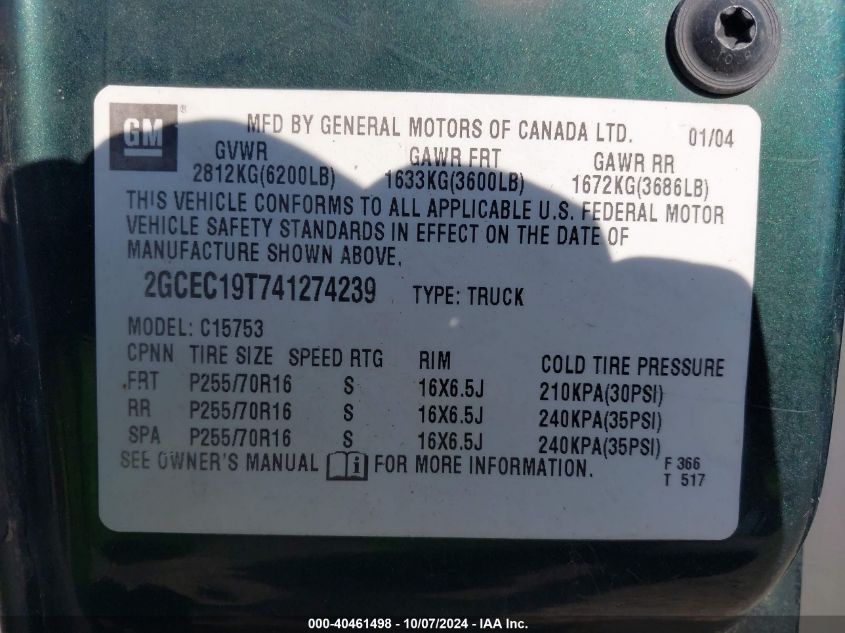 GM ® MFD BY GENERAL MOTORS OF CANADA LTD. 01/04
GVWR GAWR FRT GAWR RR
2812KG(6200LB) 1633KG(3600LB) 1672KG(3686LB)
THIS VEHICLE CONFORMS TO ALL APPLICABLE U.S. FEDERAL MOTOR
VEHICLE SAFETY STANDARDS IN EFFECT ON THE DATE OF
MANUFACTURE SHOWN ABOVE.
2GCEC19T741274239 TYPE: TRUCK
MODEL: C15753
CPNN TIRE SIZE SPEED RTG RIM COLD TIRE PRESSURE
FRT P255/70R16 S 16X6.5J 210KPA(30PSI)
RR P255/70R16 S 16X6.5J 240KPA(35PSI)
SPA P255/70R16 S 16X6.5J 240KPA(35PSI)
SEE OWNER'S MANUAL i FOR MORE INFORMATION.
F 366
T 517
000-40461498 - 10/07/2024 - IAA Inc.